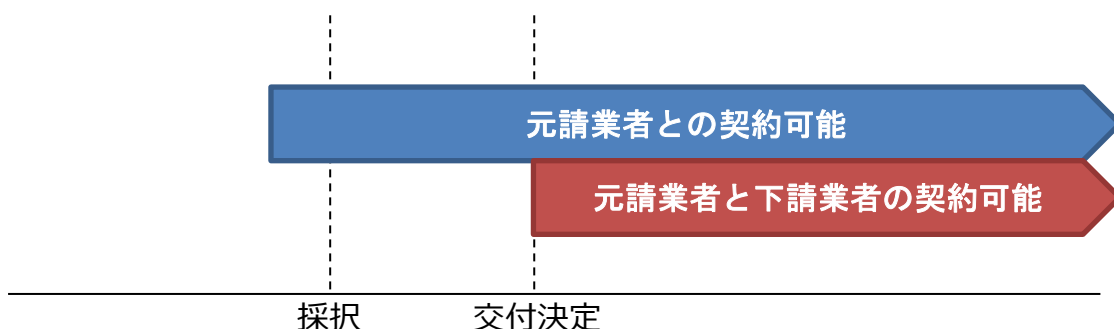 元請業者との契約可能
元請業者と下請業者の契約可能
採択
交付決定